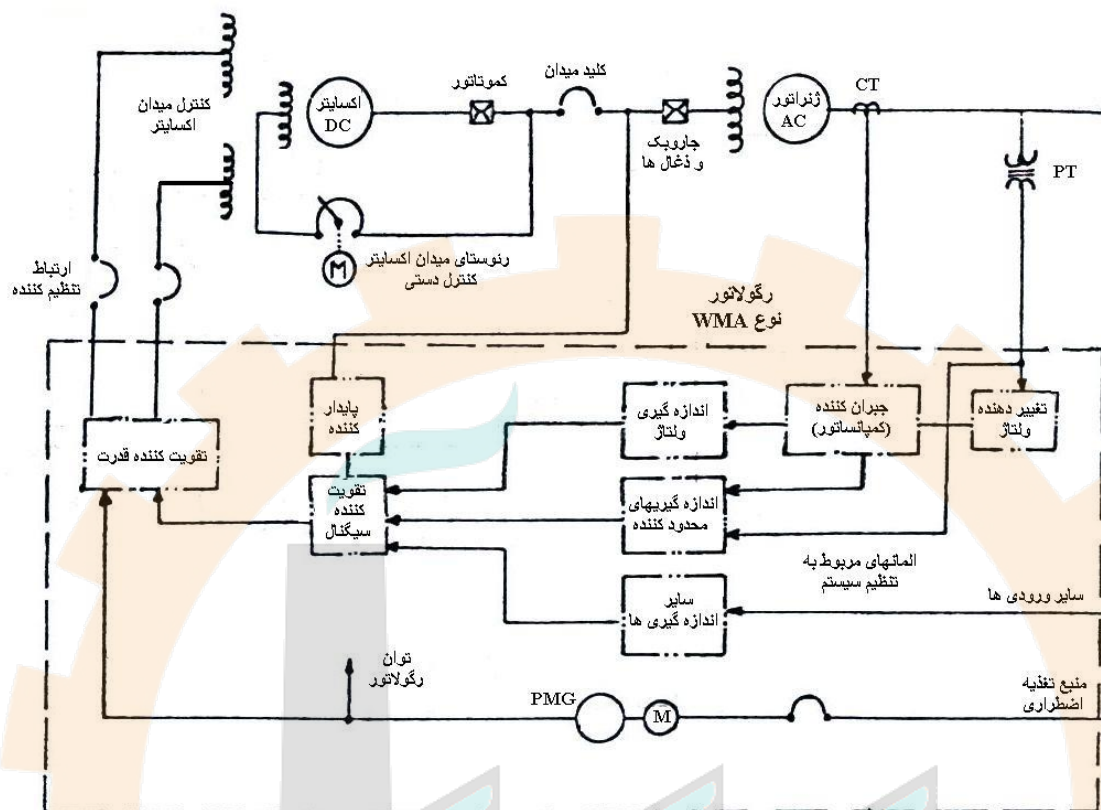 کنترل میدان
اکسایتر
اکسایتر
DC
کموتاتور
کلید میدان
جاروبک
و ذغال ها
ژنراتور
AC
CT
PT
ارتباط
تنظیم کننده
M
رئوستای میدان اکسایتر
کنترل دستی
رگولاتور
نوع WMA
تقویت کننده قدرت
پایدار
کننده
تقویت
کننده
سیگنال
اندازه گیری
ولتاژ
جبران کننده
(کمپانساتور)
تغییر دهنده
ولتاژ
اندازه گیریهای
محدود کننده
المانهای مربوط به
تنظیم سیستم
سایر
اندازه گیری ها
سایر ورودی ها
توان
رگولاتور
PMG
M
منبع تغذیه
اضطراری